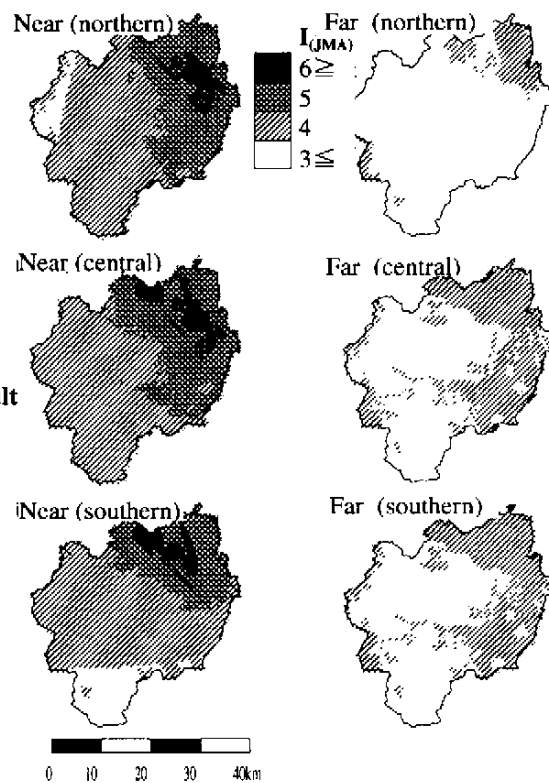 Near (northern)
I(JMA)
6≧
5
4
3≦
Far (northern)
Near (central)
Far (central)
Near (southern)
Far (southern)
0 10 20 30 40km